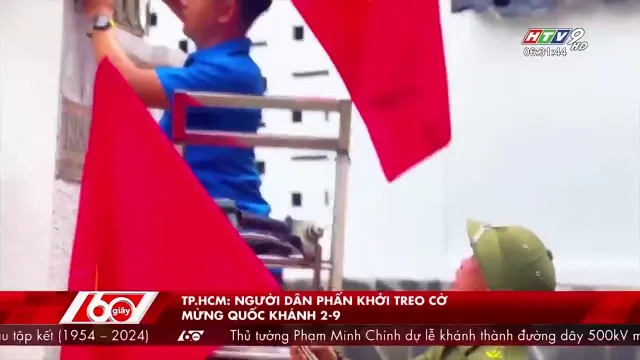 HTV9 HD
06:31:44
60 giây
TP.HCM: NGƯỜI DÂN PHẤN KHỞI TREO CỜ
MỪNG QUỐC KHÁNH 2-9
u tập kết (1954 – 2024) Thủ tướng Phạm Minh Chính dự lễ khánh thành đường dây 500kV m